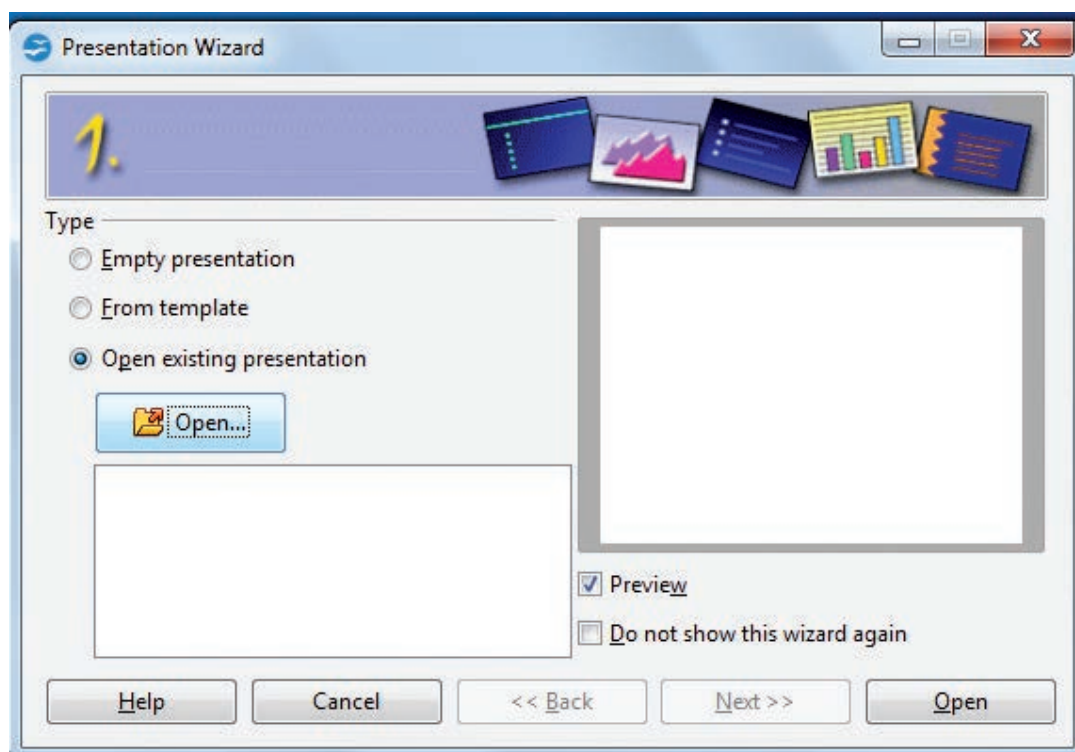 Presentation Wizard
1.
Type
Empty presentation
From template
Open existing presentation
Open...
Preview
Do not show this wizard again
Help
Cancel
<< Back
Next >>
Open